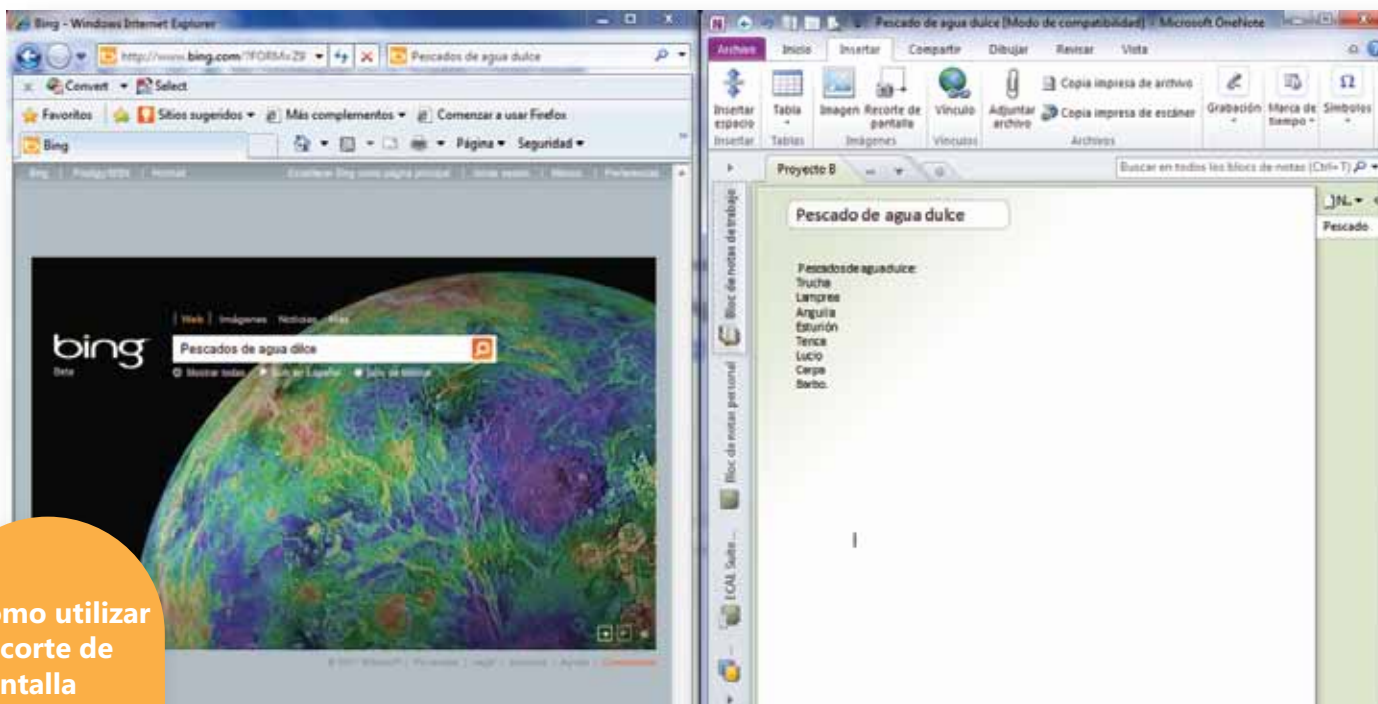 Bing - Windows Internet Explorer
http://www.bing.com/?FORM=Z9
Pescados de agua dulce
x Convert Select
Favoritos Sitios sugeridos Más complementos Comenzar a usar Firefox
Bing
Página Seguridad
Web Imágenes Noticias Más
bing
Beta
Pescados de agua dilce
Mostrar todos
omo utilizar
corte de
ntalla
Pescado de agua dulce [Modo de compatibilidad] - Microsoft OneNote
Archivo Inicio Insertar Compartir Dibujar Revisar Vista
Insertar espacio
Tabla
Imagen
Recorte de pantalla
Vínculo
Adjuntar archivo
Copia impresa de archivo
Copia impresa de escáner
Grabación
Marca de tiempo
Símbolos
Insertar Tablas Imágenes Vínculos Archivos
Proyecto B
Buscar en todos los blocs de notas (Ctrl+T)
Bloc de notas de trabajo
Bloc de notas personal
ECAL Suite...
Pescado de agua dulce
Pescados de agua dulce:
Trucha
Lamprea
Anguila
Esturión
Tenca
Lucio
Carpa
Barbo.
N..
Pescado